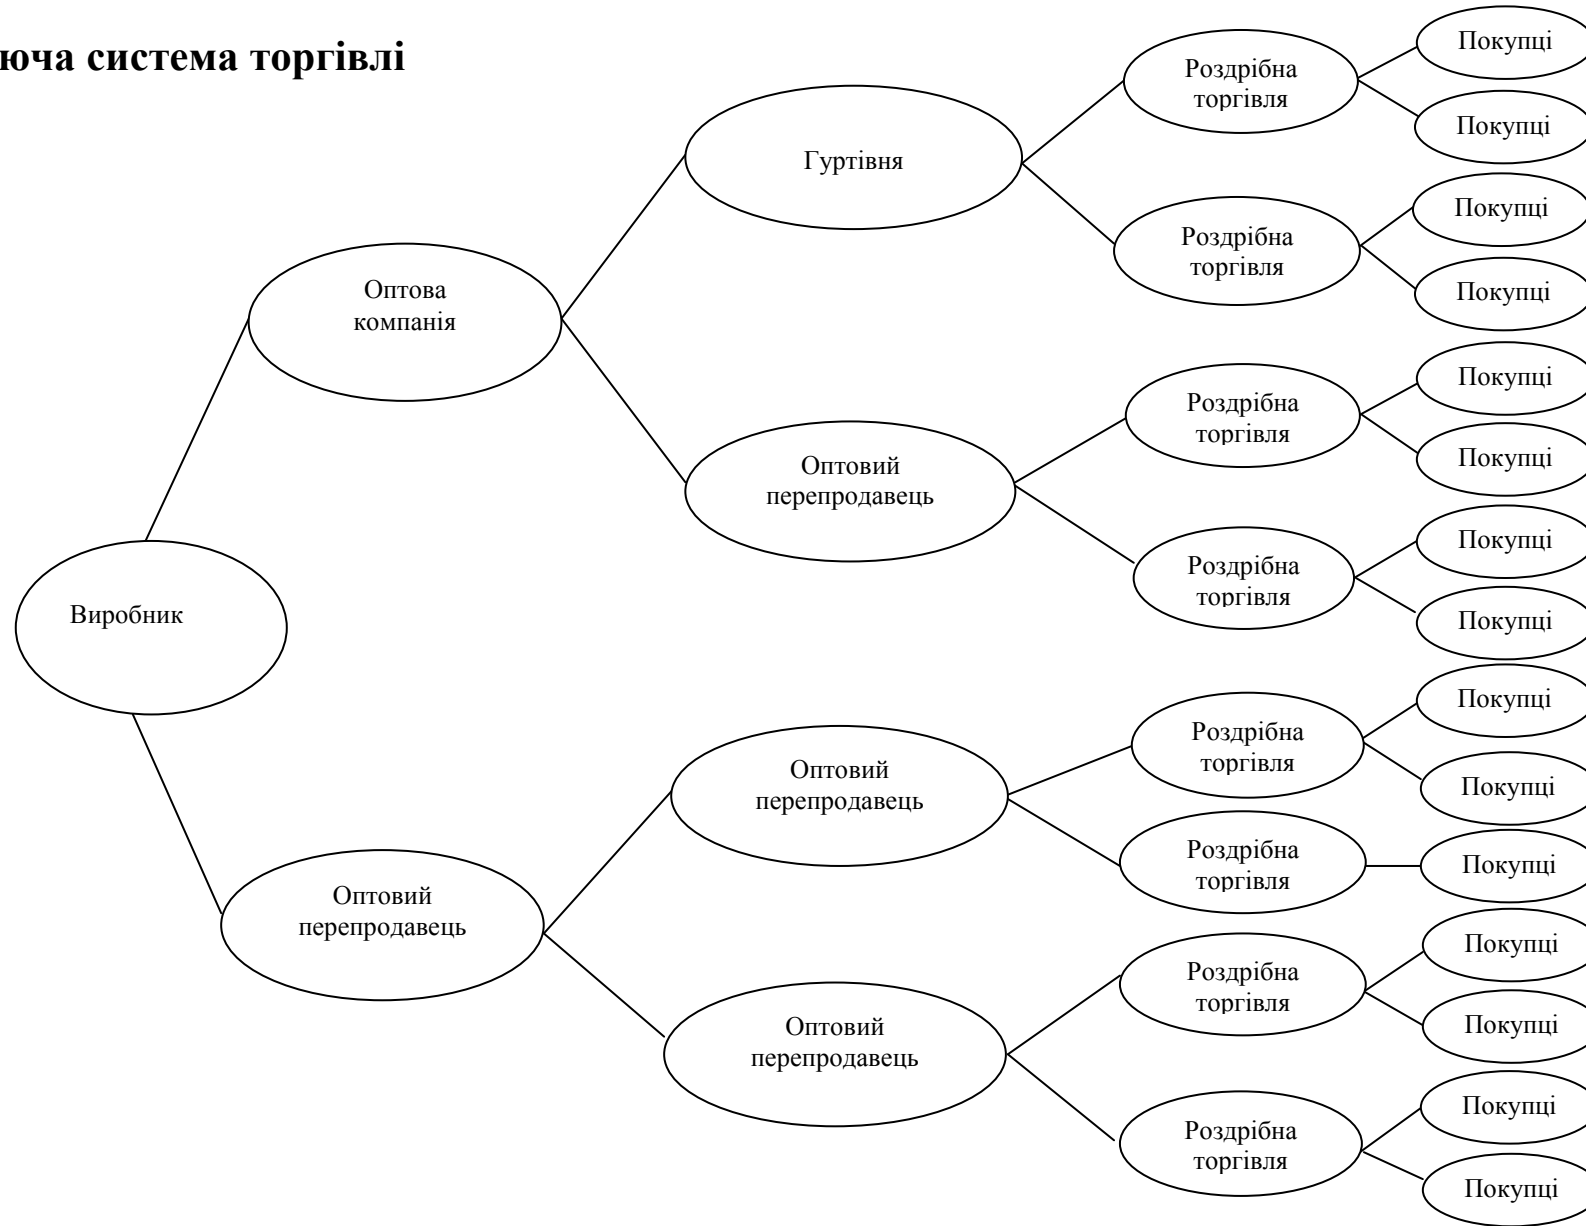 юча система торгівлі
Покупці
Роздрібна
торгівля
Покупці
Гуртівня
Покупці
Роздрібна
торгівля
Покупці
Оптова
компанія
Покупці
Роздрібна
торгівля
Покупці
Оптовий
перепродавець
Покупці
Роздрібна
торгівля
Покупці
Виробник
Покупці
Роздрібна
торгівля
Покупці
Оптовий
перепродавець
Роздрібна
торгівля
Покупці
Оптовий
перепродавець
Покупці
Роздрібна
торгівля
Покупці
Оптовий
перепродавець
Покупці
Роздрібна
торгівля
Покупці